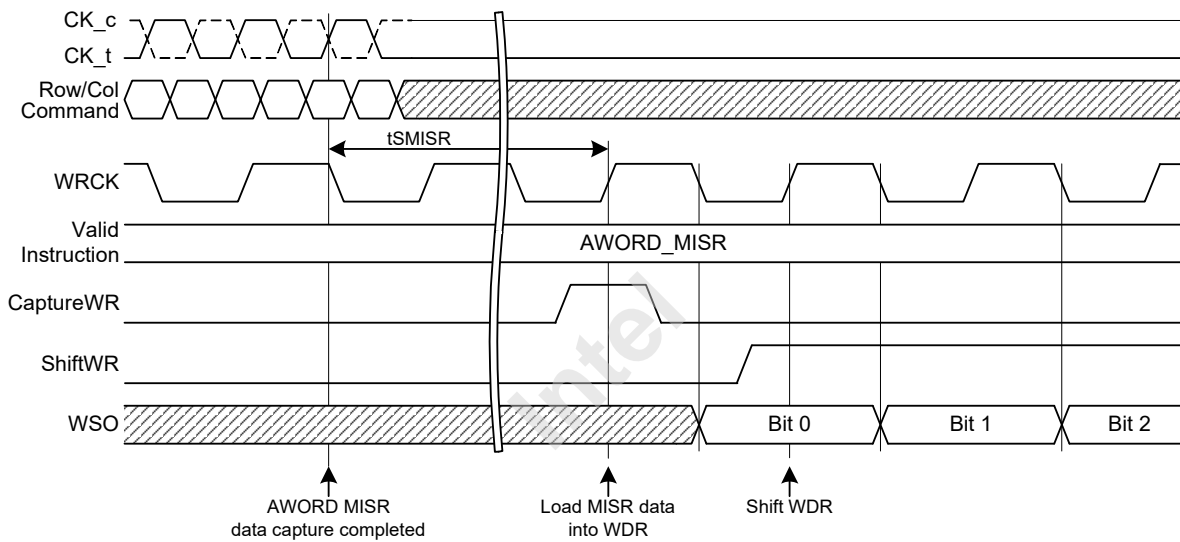 CK_c
CK_t
Row/Col
Command
tSMISR
WRCK
Valid
Instruction
AWORD_MISR
CaptureWR
Intel
ShiftWR
WSO
Bit 0
Bit 1
Bit 2
AWORD MISR
data capture completed
Load MISR data
into WDR
Shift WDR